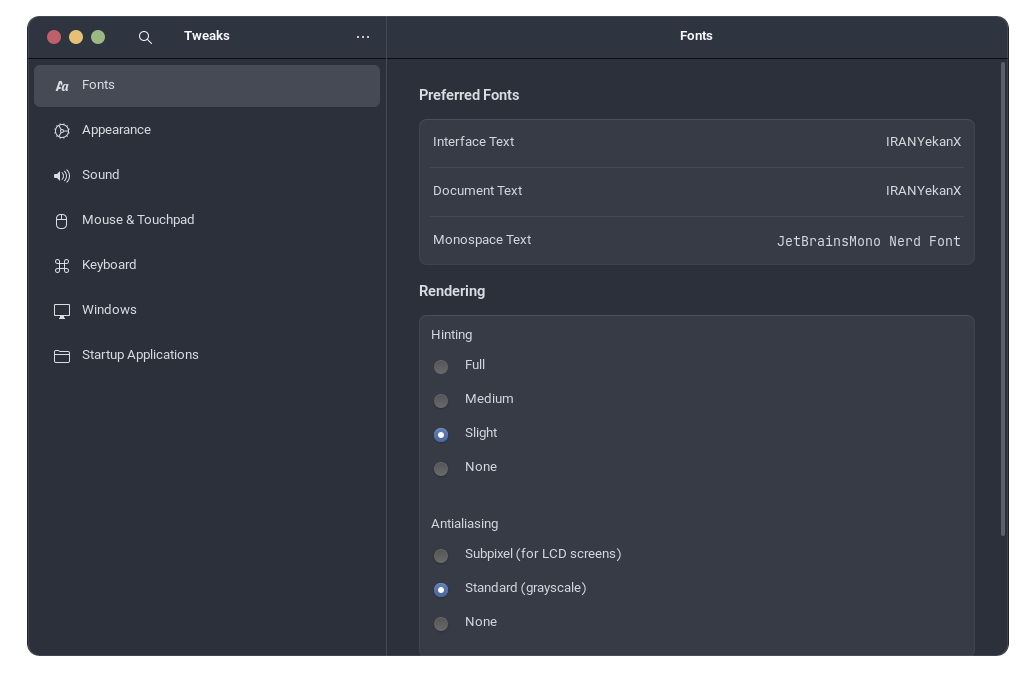 Tweaks
Fonts
Fonts
Appearance
Sound
Mouse & Touchpad
Keyboard
Windows
Startup Applications
Preferred Fonts
Interface Text IRANYekanX
Document Text IRANYekanX
Monospace Text JetBrainsMono Nerd Font
Rendering
Hinting
Full
Medium
Slight
None
Antialiasing
Subpixel (for LCD screens)
Standard (grayscale)
None